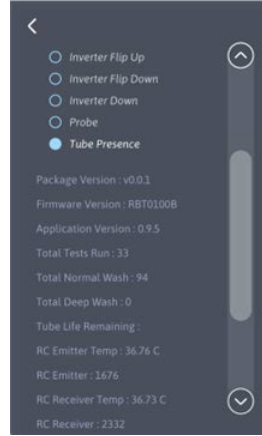 Inverter Flip Up
Inverter Flip Down
Inverter Down
Probe
Tube Presence
Package Version : v0.0.1
Firmware Version : RBT0100B
Application Version : 0.9.5
Total Tests Run : 33
Total Normal Wash : 94
Total Deep Wash : 0
Tube Life Remaining :
RC Emitter Temp : 36.76 C
RC Emitter : 1676
RC Receiver Temp : 36.73 C
RC Receiver : 2332